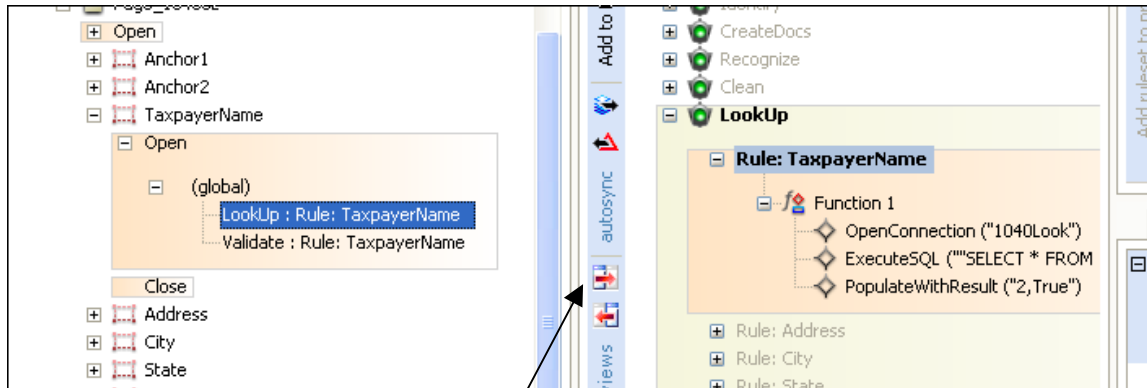 Open
Anchor1
Anchor2
TaxpayerName
Open
(global)
LookUp : Rule: TaxpayerName
Validate : Rule: TaxpayerName
Close
Address
City
State
Add to
autosync
views
CreateDocs
Recognize
Clean
LookUp
Rule: TaxpayerName
Function 1
OpenConnection ("1040Look")
ExecuteSQL (""SELECT * FROM
PopulateWithResult ("2,True")
Rule: Address
Rule: City
Rule: State
Add ruleset to